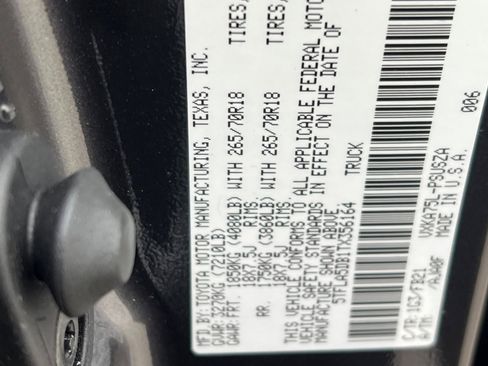 MFD.BY:TOYOTA MOTOR MANUFACTURING, TEXAS, INC.
GVWR:3270KG (7210LB)
GAWR: FRT. 1850KG (4080LB) WITH 265/70R18 TIRES,
18X7.5J RIMS,
RR. 1750KG (3860LB) WITH 265/70R18 TIRES,
18X7.5J RIMS,
THIS VEHICLE CONFORMS TO ALL APPLICABLE FEDERAL MOTOR
VEHICLE SAFETY STANDARDS IN EFFECT ON THE DATE OF
MANUFACTURE SHOWN ABOVE.
5TFLA5DB1TX356164 TRUCK
006
C/TR:1G3/FB21 VXKA75L-PSUSZA
A/TM: /AJA0F MADE IN U.S.A.